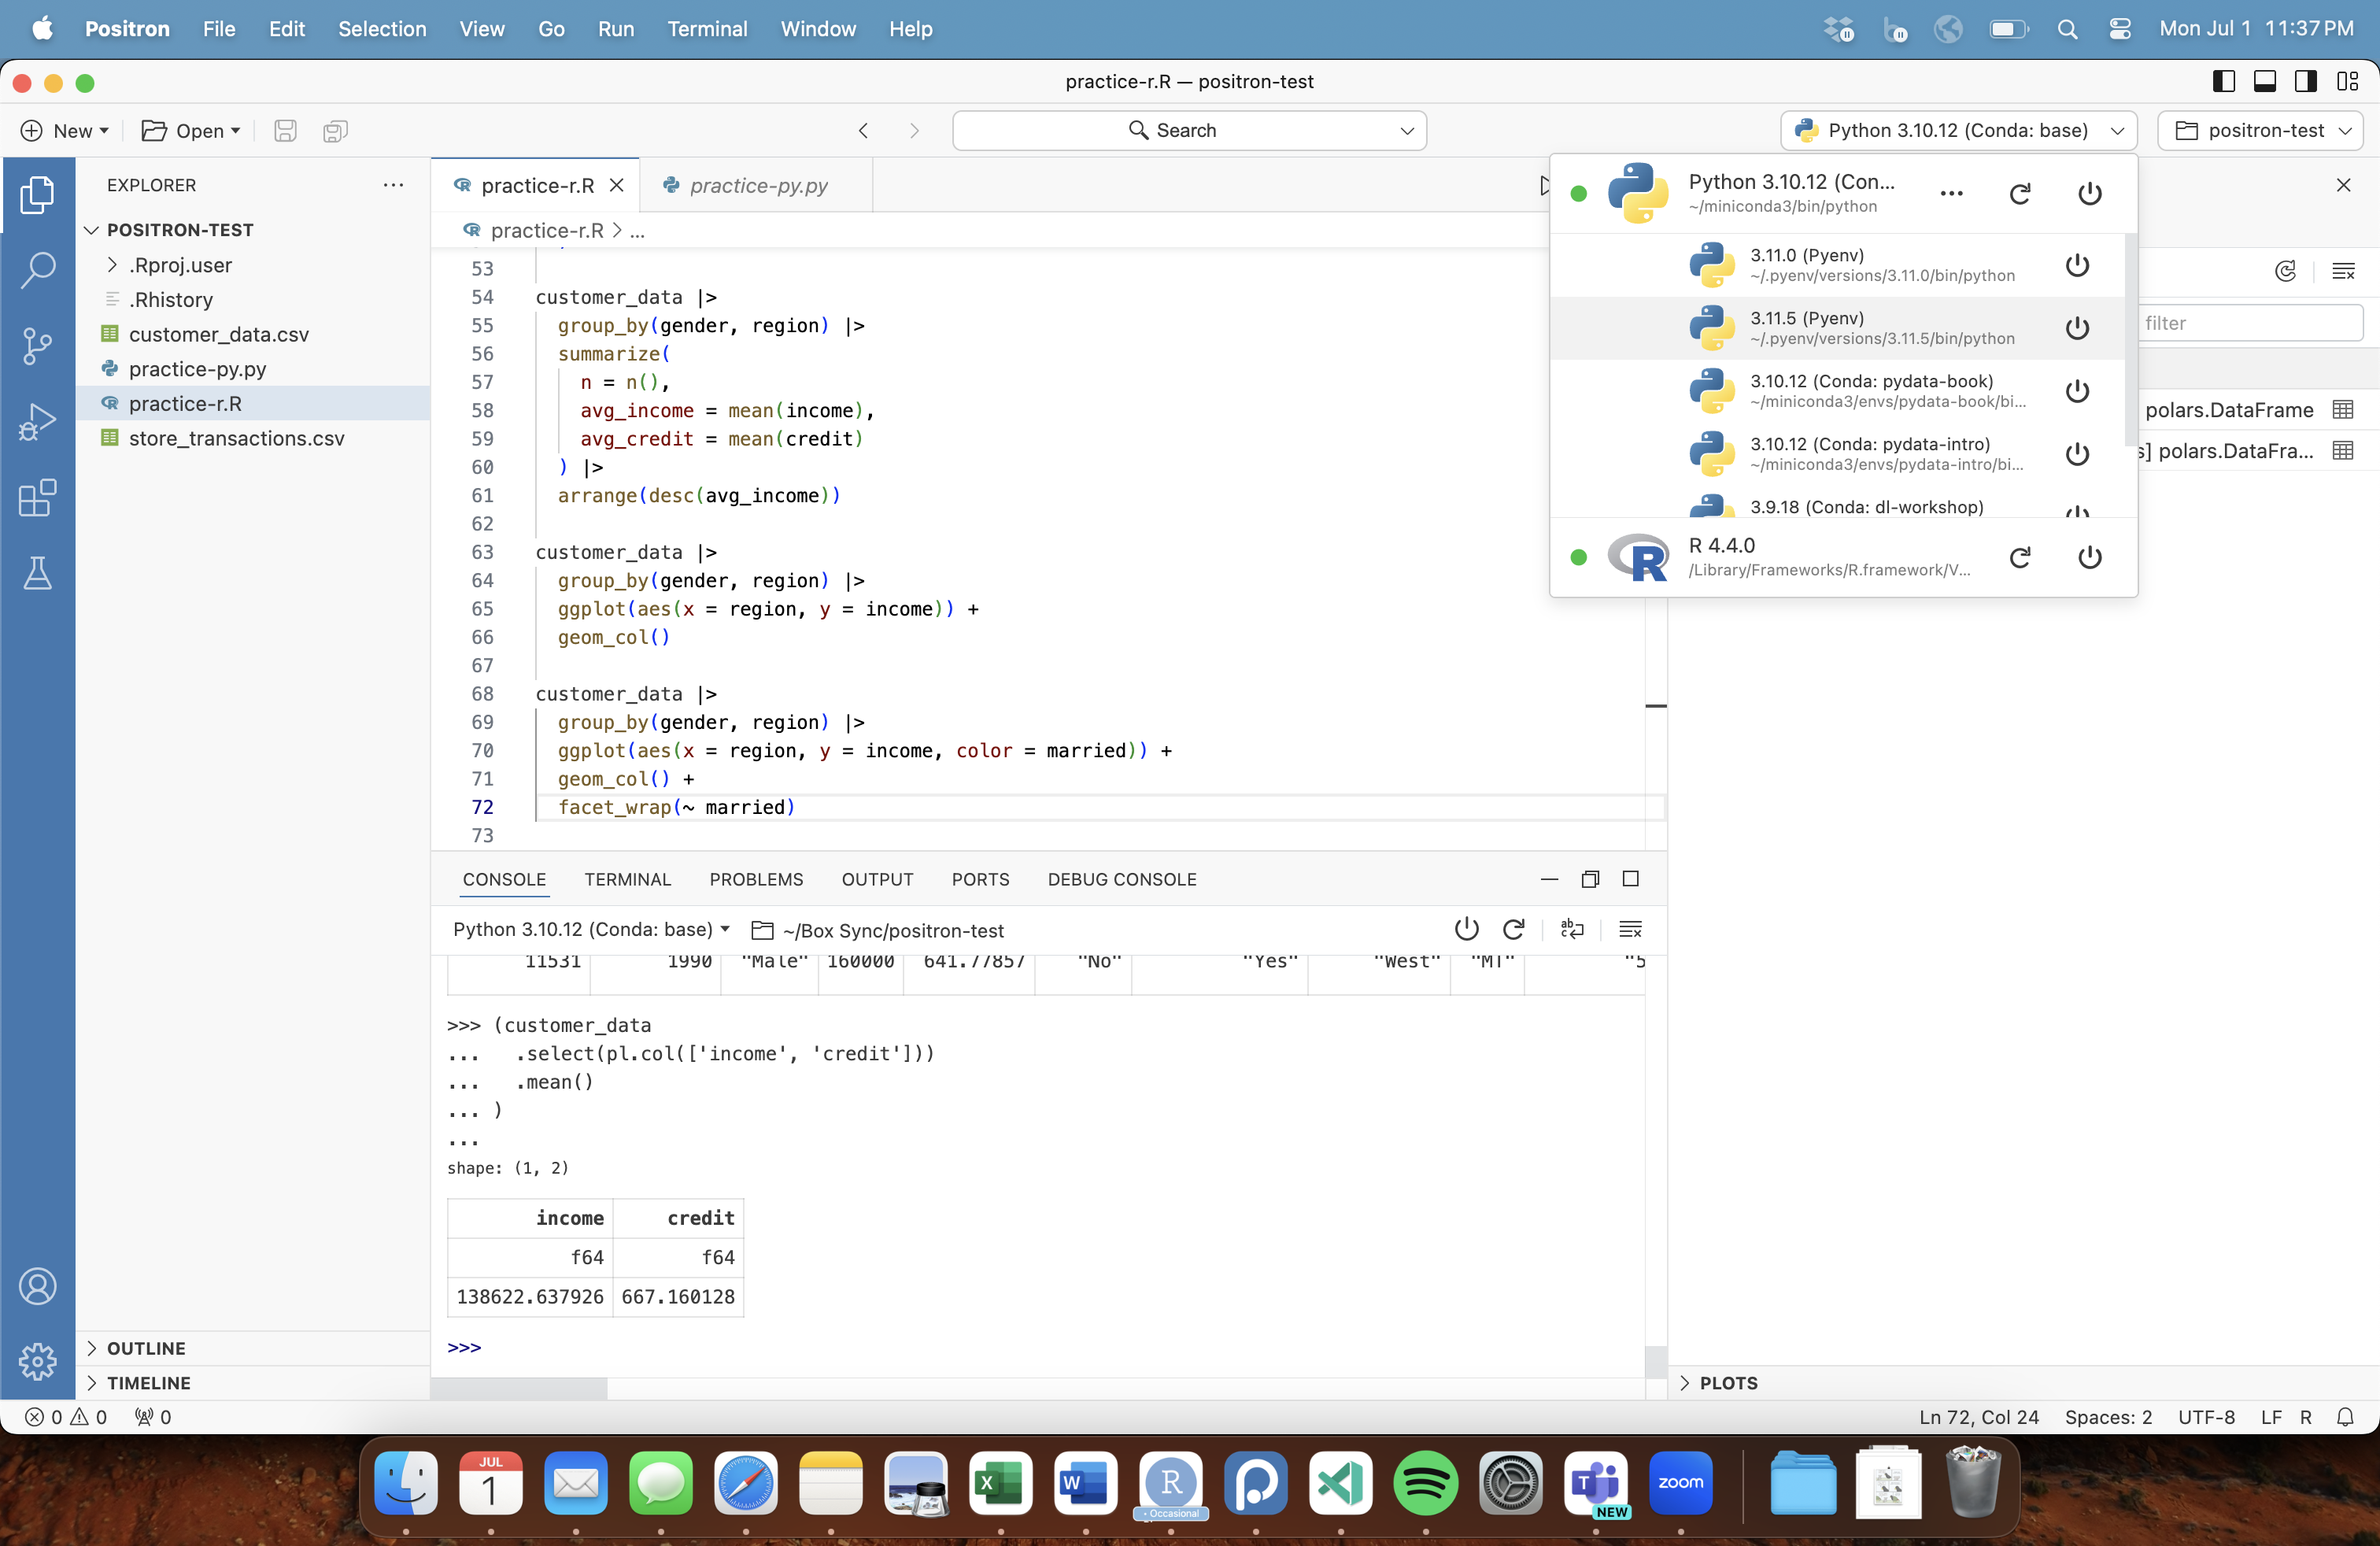 Positron File Edit Selection View Go Run Terminal Window Help
Mon Jul 1 11:37 PM
practice-r.R — positron-test
New
Open
Search
Python 3.10.12 (Conda: base)
positron-test
EXPLORER
POSITRON-TEST
.Rproj.user
.Rhistory
customer_data.csv
practice-py.py
practice-r.R
store_transactions.csv
OUTLINE
TIMELINE
practice-r.R
practice-py.py
practice-r.R > ...
53
54 customer_data |>
55 group_by(gender, region) |>
56 summarize(
57 n = n(),
58 avg_income = mean(income),
59 avg_credit = mean(credit)
60 ) |>
61 arrange(desc(avg_income))
62
63 customer_data |>
64 group_by(gender, region) |>
65 ggplot(aes(x = region, y = income)) +
66 geom_col()
67
68 customer_data |>
69 group_by(gender, region) |>
70 ggplot(aes(x = region, y = income, color = married)) +
71 geom_col() +
72 facet_wrap(~ married)
73
Python 3.10.12 (Con...
~/miniconda3/bin/python
3.11.0 (Pyenv)
~/.pyenv/versions/3.11.0/bin/python
3.11.5 (Pyenv)
~/.pyenv/versions/3.11.5/bin/python
3.10.12 (Conda: pydata-book)
~/miniconda3/envs/pydata-book/bi...
3.10.12 (Conda: pydata-intro)
~/miniconda3/envs/pydata-intro/bi...
3.9.18 (Conda: dl-workshop)
R 4.4.0
/Library/Frameworks/R.framework/V...
filter
polars.DataFrame
s] polars.DataFra...
PLOTS
CONSOLE TERMINAL PROBLEMS OUTPUT PORTS DEBUG CONSOLE
Python 3.10.12 (Conda: base) ~/Box Sync/positron-test
11531 1990 "Male" 160000 641.77857 "No" "Yes" "West" "MT" "5
>>> (customer_data
... .select(pl.col(['income', 'credit']))
... .mean()
... )
...
shape: (1, 2)
income credit
f64 f64
138622.637926 667.160128
>>>
0 0 0
Ln 72, Col 24 Spaces: 2 UTF-8 LF R
JUL
1
X
W
R
Occasional
T
NEW
zoom